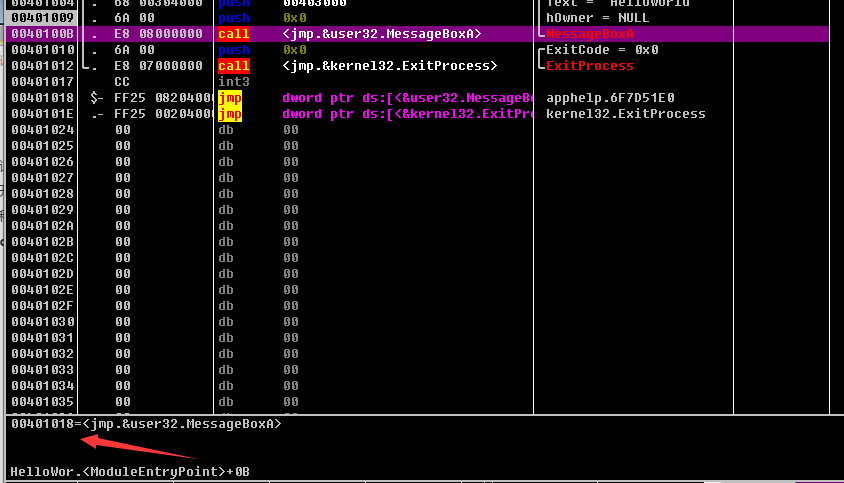 00401004 . 68 00304000 push 00403000 Text = "HelloWorld"
00401009 . 6A 00 push 0x0 hOwner = NULL
0040100B . E8 08000000 call <jmp.&user32.MessageBoxA> MessageBoxA
00401010 . 6A 00 push 0x0 ExitCode = 0x0
00401012 . E8 07000000 call <jmp.&kernel32.ExitProcess> ExitProcess
00401017 CC int3
00401018 $- FF25 08204000 jmp dword ptr ds:[<&user32.MessageBo apphelp.6F7D51E0
0040101E .- FF25 00204000 jmp dword ptr ds:[<&kernel32.ExitPro kernel32.ExitProcess
00401024 00 db 00
00401025 00 db 00
00401026 00 db 00
00401027 00 db 00
00401028 00 db 00
00401029 00 db 00
0040102A 00 db 00
0040102B 00 db 00
0040102C 00 db 00
0040102D 00 db 00
0040102E 00 db 00
0040102F 00 db 00
00401030 00 db 00
00401031 00 db 00
00401032 00 db 00
00401033 00 db 00
00401034 00 db 00
00401035 00 db 00
00401018=<jmp.&user32.MessageBoxA>
HelloWor.<ModuleEntryPoint>+0B